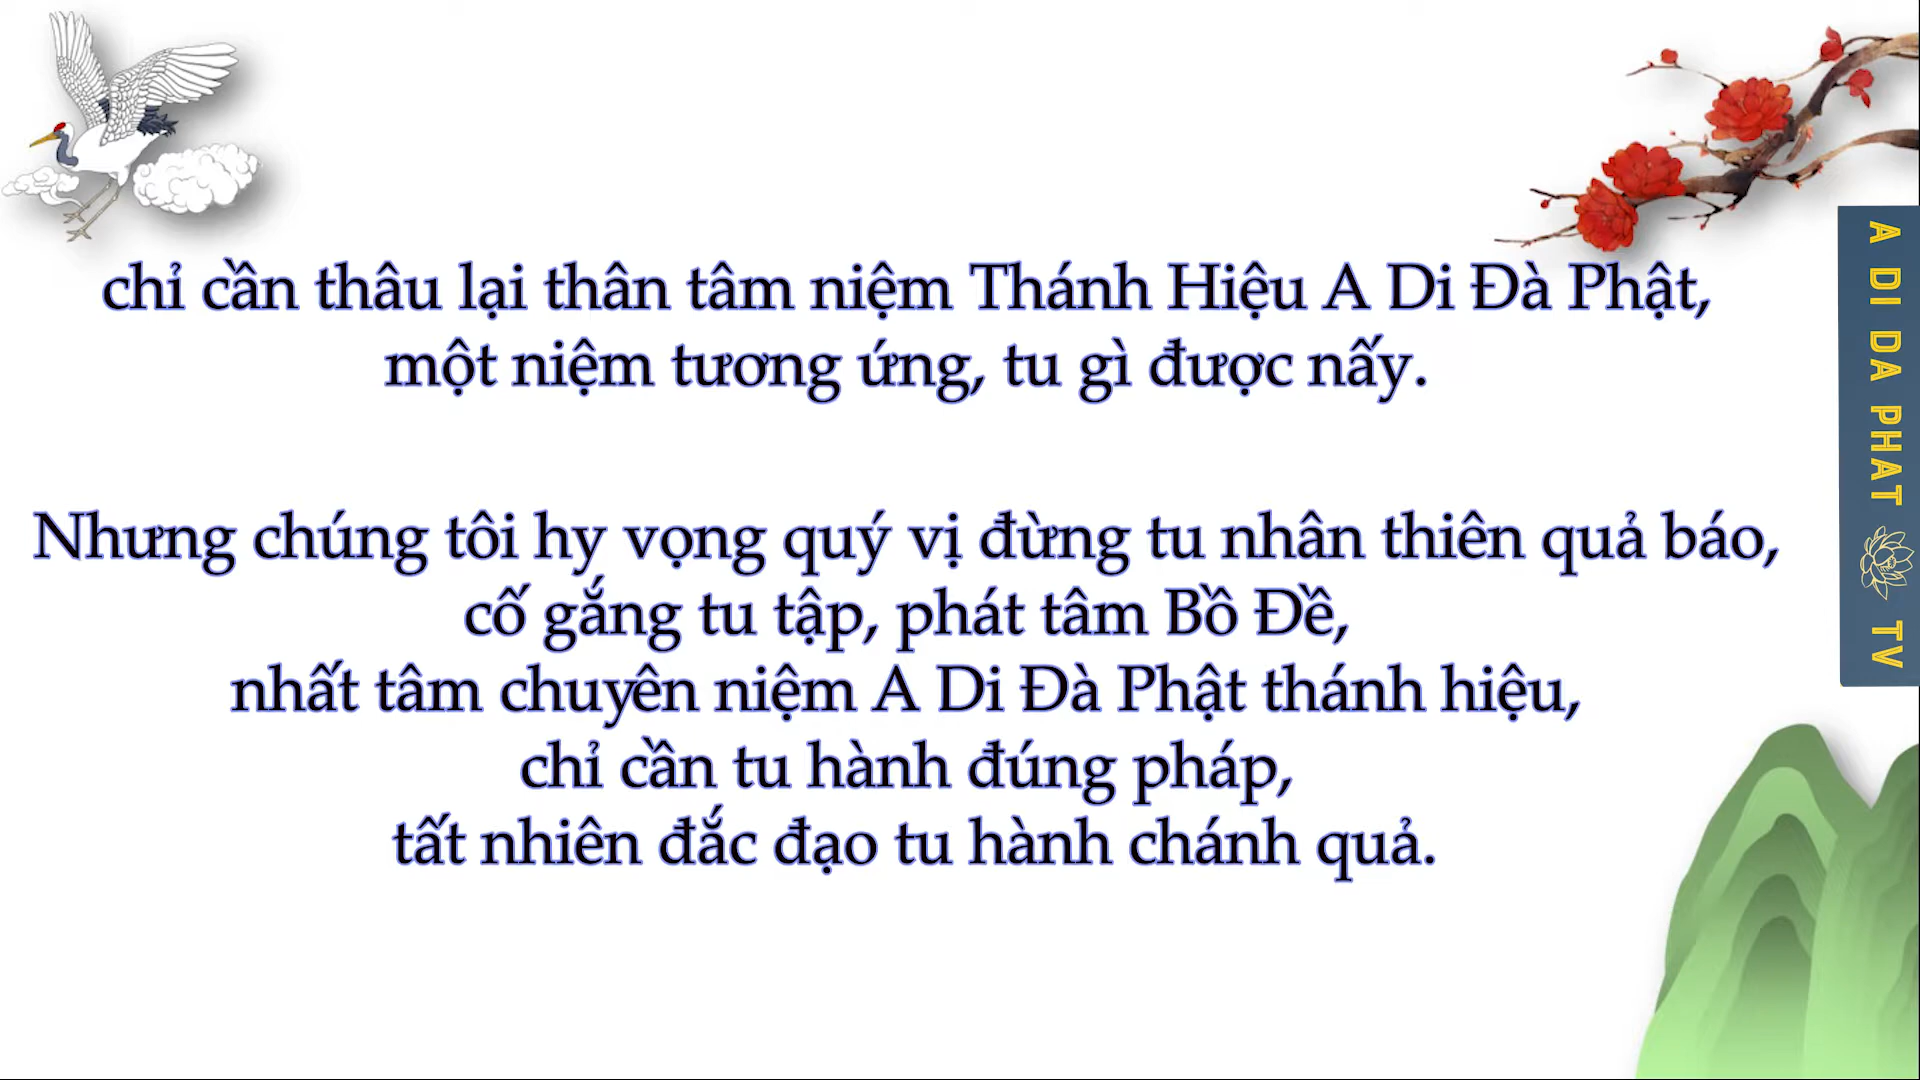 chỉ cần thâu lại thân tâm niệm Thánh Hiệu A Di Đà Phật,
một niệm tương ứng, tu gì được nấy.
Nhưng chúng tôi hy vọng quý vị đừng tu nhân thiên quả báo,
cố gắng tu tập, phát tâm Bồ Đề,
nhất tâm chuyên niệm A Di Đà Phật thánh hiệu,
chỉ cần tu hành đúng pháp,
tất nhiên đắc đạo tu hành chánh quả.
A DI DA PHAT TV